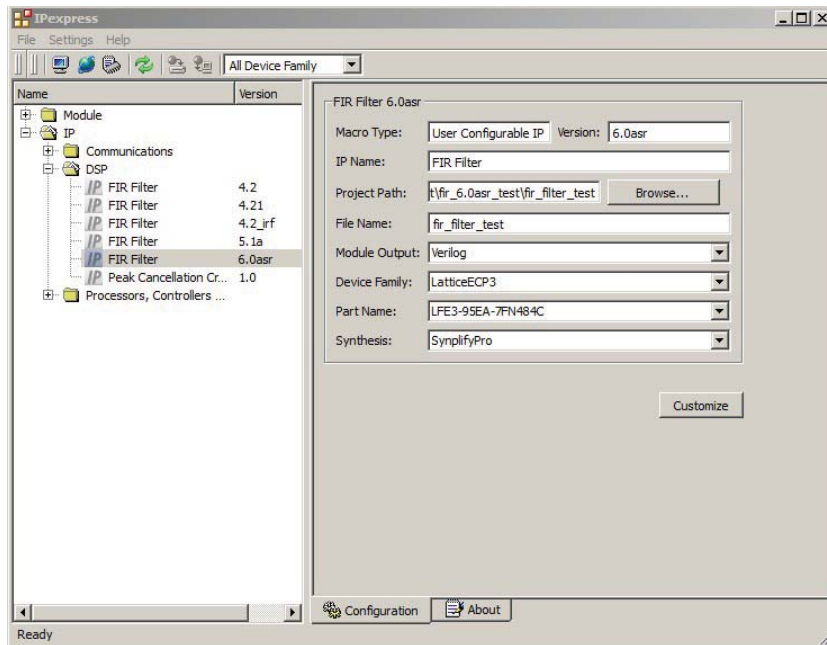 IPexpress
File Settings Help
All Device Family
Name Version
Module
IP
Communications
DSP
FIR Filter 4.2
FIR Filter 4.21
FIR Filter 4.2_irf
FIR Filter 5.1a
FIR Filter 6.0asr
Peak Cancellation Cr... 1.0
Processors, Controllers ...
FIR Filter 6.0asr
Macro Type: User Configurable IP Version: 6.0asr
IP Name: FIR Filter
Project Path: t\fir_6.0asr_test\fir_filter_test Browse...
File Name: fir_filter_test
Module Output: Verilog
Device Family: LatticeECP3
Part Name: LFE3-95EA-7FN484C
Synthesis: SynplifyPro
Customize
Configuration About
Ready